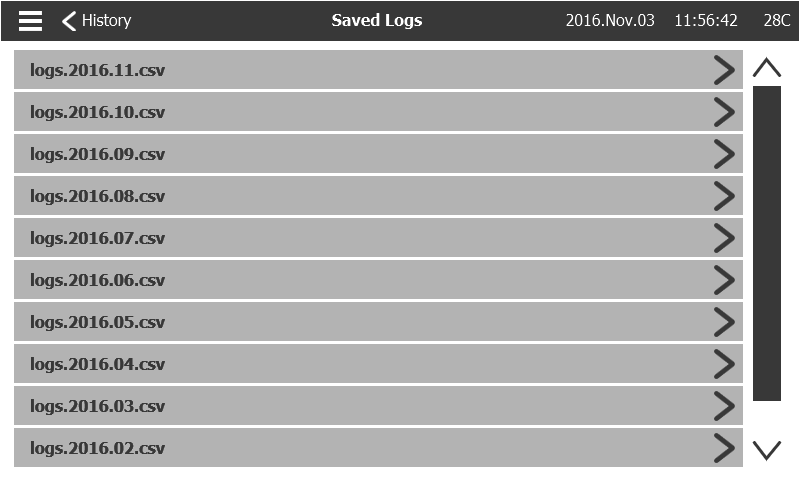 History Saved Logs 2016.Nov.03 11:56:42 28C
logs.2016.11.csv
logs.2016.10.csv
logs.2016.09.csv
logs.2016.08.csv
logs.2016.07.csv
logs.2016.06.csv
logs.2016.05.csv
logs.2016.04.csv
logs.2016.03.csv
logs.2016.02.csv